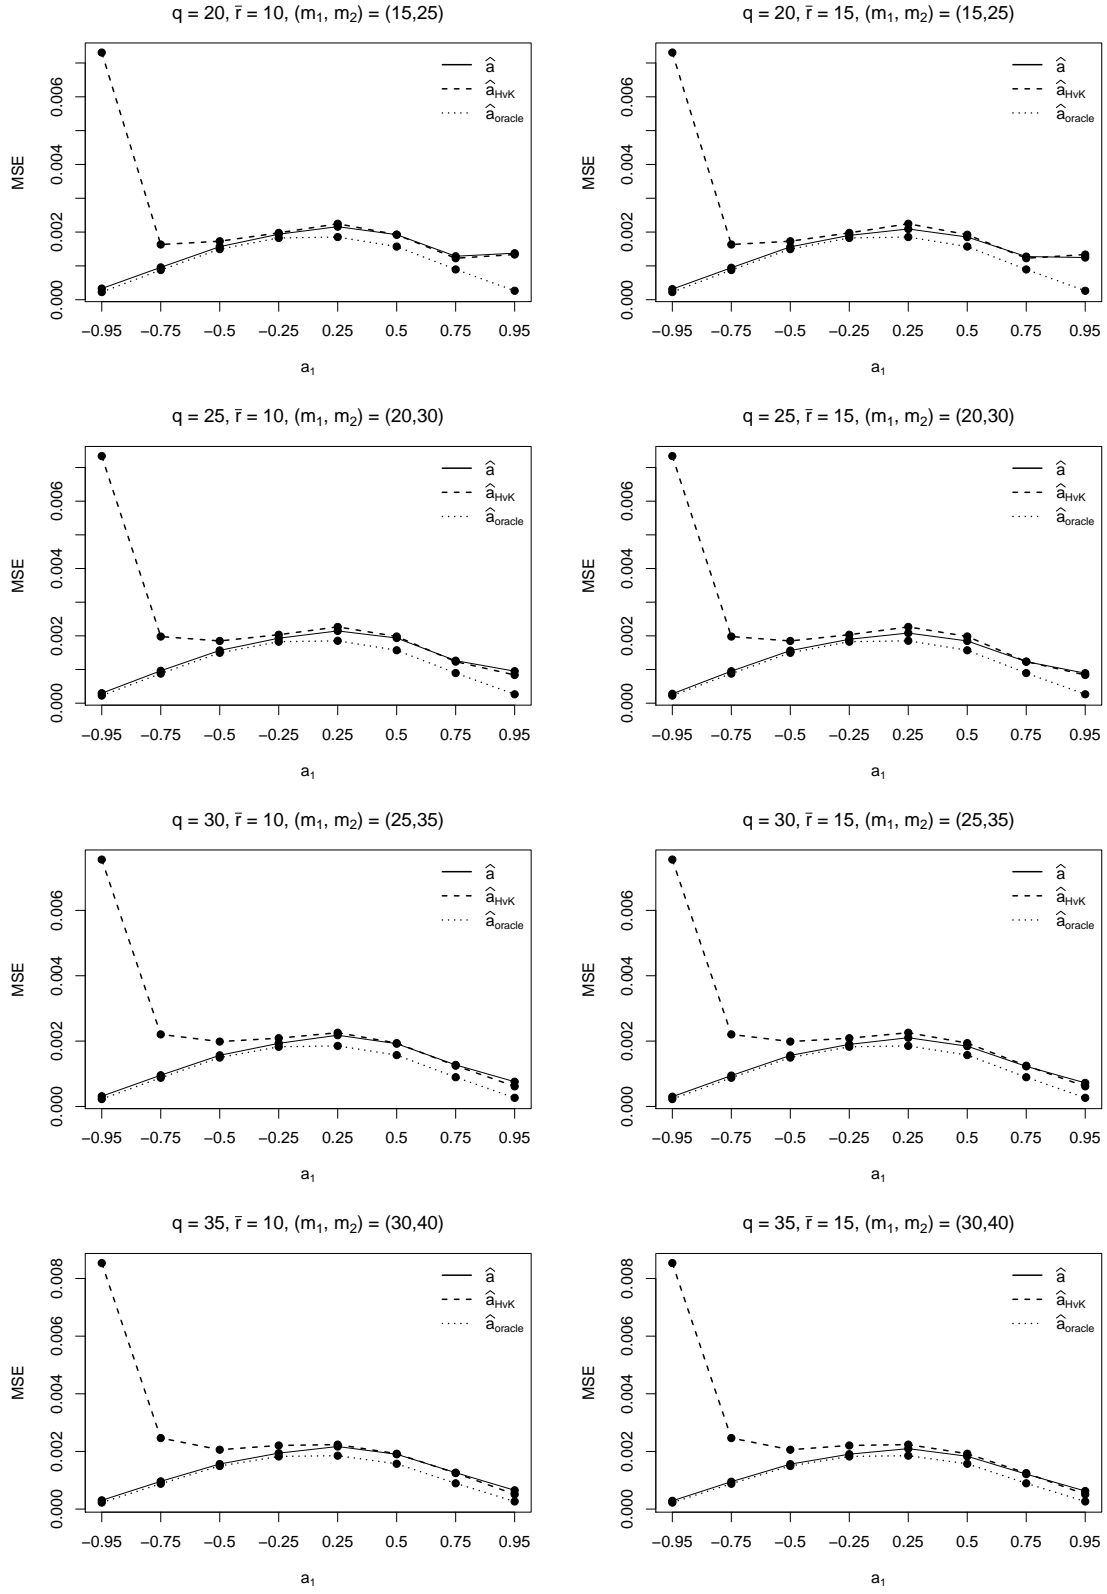 q = 20, r̄ = 10, (m₁, m₂) = (15,25)
MSE
0.000 0.002 0.004 0.006
â
â_HvK
â_oracle
−0.95 −0.75 −0.5 −0.25 0.25 0.5 0.75 0.95
a₁
q = 20, r̄ = 15, (m₁, m₂) = (15,25)
MSE
0.000 0.002 0.004 0.006
â
â_HvK
â_oracle
−0.95 −0.75 −0.5 −0.25 0.25 0.5 0.75 0.95
a₁
q = 25, r̄ = 10, (m₁, m₂) = (20,30)
MSE
0.000 0.002 0.004 0.006
â
â_HvK
â_oracle
−0.95 −0.75 −0.5 −0.25 0.25 0.5 0.75 0.95
a₁
q = 25, r̄ = 15, (m₁, m₂) = (20,30)
MSE
0.000 0.002 0.004 0.006
â
â_HvK
â_oracle
−0.95 −0.75 −0.5 −0.25 0.25 0.5 0.75 0.95
a₁
q = 30, r̄ = 10, (m₁, m₂) = (25,35)
MSE
0.000 0.002 0.004 0.006
â
â_HvK
â_oracle
−0.95 −0.75 −0.5 −0.25 0.25 0.5 0.75 0.95
a₁
q = 30, r̄ = 15, (m₁, m₂) = (25,35)
MSE
0.000 0.002 0.004 0.006
â
â_HvK
â_oracle
−0.95 −0.75 −0.5 −0.25 0.25 0.5 0.75 0.95
a₁
q = 35, r̄ = 10, (m₁, m₂) = (30,40)
MSE
0.000 0.002 0.004 0.006 0.008
â
â_HvK
â_oracle
−0.95 −0.75 −0.5 −0.25 0.25 0.5 0.75 0.95
a₁
q = 35, r̄ = 15, (m₁, m₂) = (30,40)
MSE
0.000 0.002 0.004 0.006 0.008
â
â_HvK
â_oracle
−0.95 −0.75 −0.5 −0.25 0.25 0.5 0.75 0.95
a₁